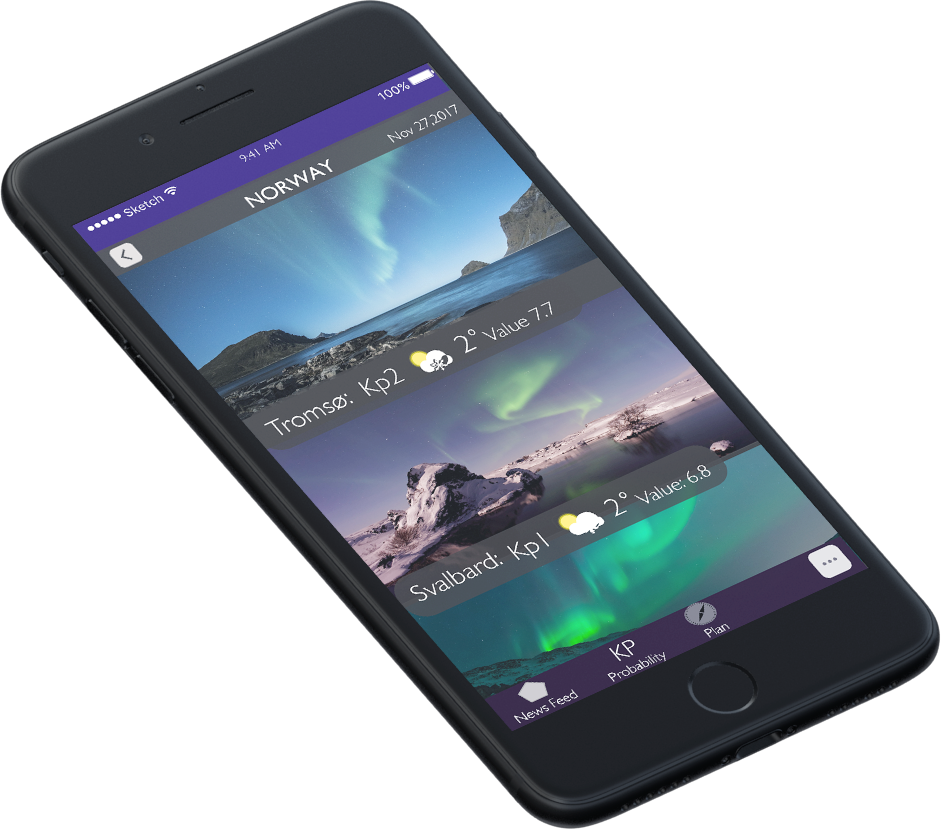 Sketch 9:41 AM 100%
NORWAY Nov 27,2017
Tromsø: Kp2 2° Value 7.7
Svalbard: Kp1 2° Value: 6.8
KP
News Feed Probability Plan